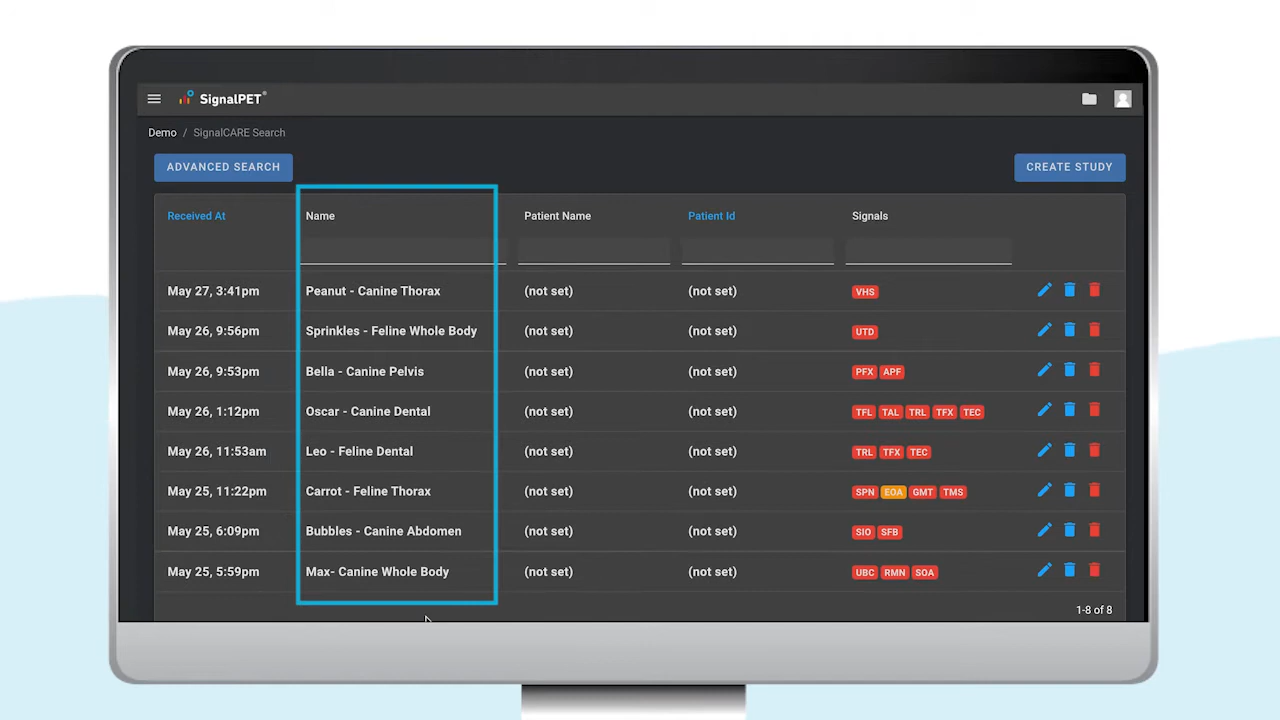 SignalPET®
Demo / SignalCARE Search
ADVANCED SEARCH CREATE STUDY
Received At Name Patient Name Patient Id Signals
May 27, 3:41pm Peanut - Canine Thorax (not set) (not set) VHS
May 26, 9:56pm Sprinkles - Feline Whole Body (not set) (not set) UTD
May 26, 9:53pm Bella - Canine Pelvis (not set) (not set) PFX APF
May 26, 1:12pm Oscar - Canine Dental (not set) (not set) TFL TAL TRL TFX TEC
May 26, 11:53am Leo - Feline Dental (not set) (not set) TRL TFX TEC
May 25, 11:22pm Carrot - Feline Thorax (not set) (not set) SPN EOA GMT TMS
May 25, 6:09pm Bubbles - Canine Abdomen (not set) (not set) SIO SFB
May 25, 5:59pm Max- Canine Whole Body (not set) (not set) UBC RMN SOA
1-8 of 8